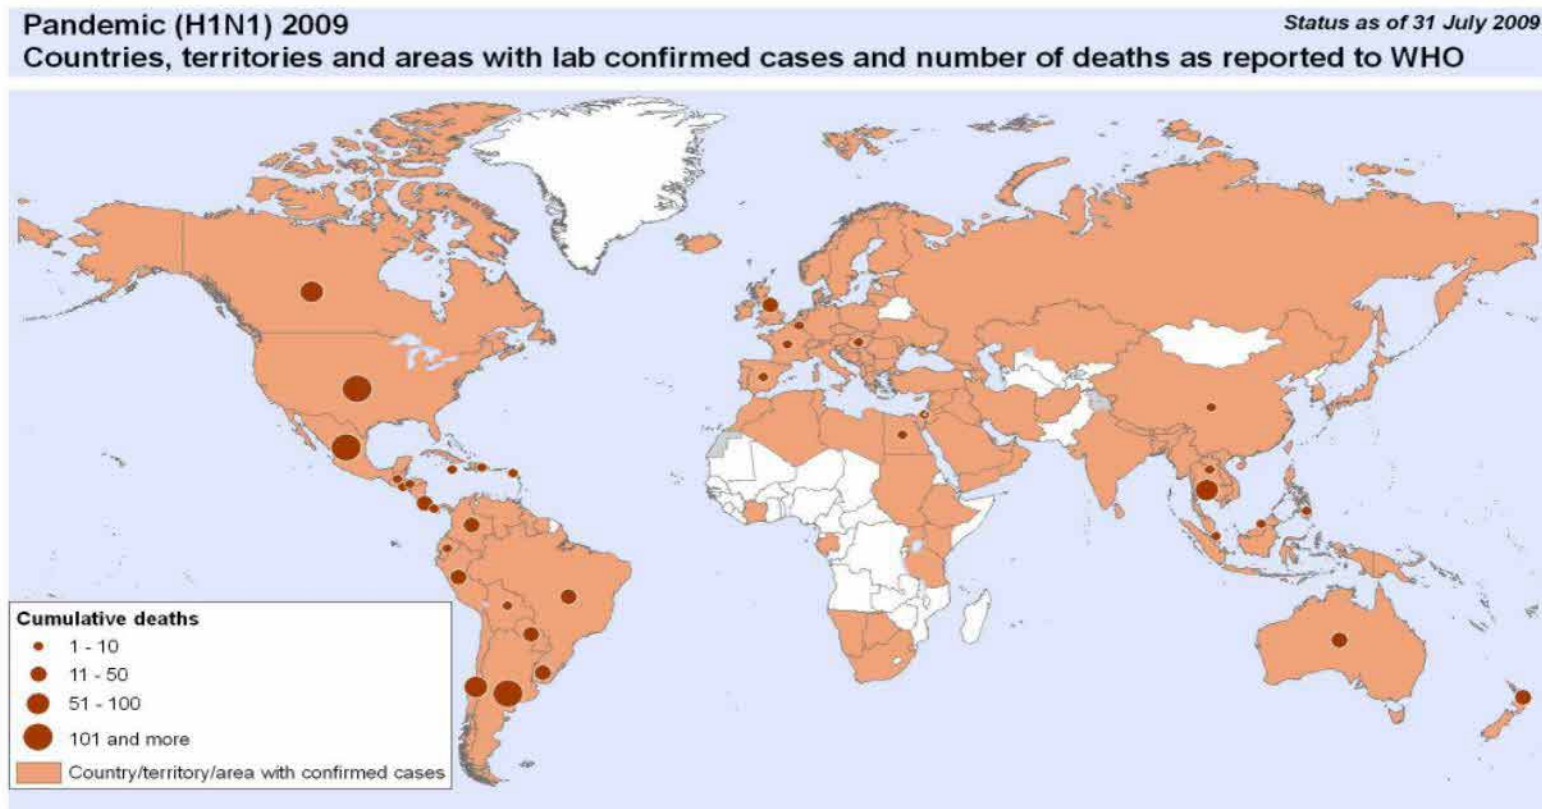 Pandemic (H1N1) 2009
Status as of 31 July 2009
Countries, territories and areas with lab confirmed cases and number of deaths as reported to WHO
Cumulative deaths
1 - 10
11 - 50
51 - 100
101 and more
Country/territory/area with confirmed cases